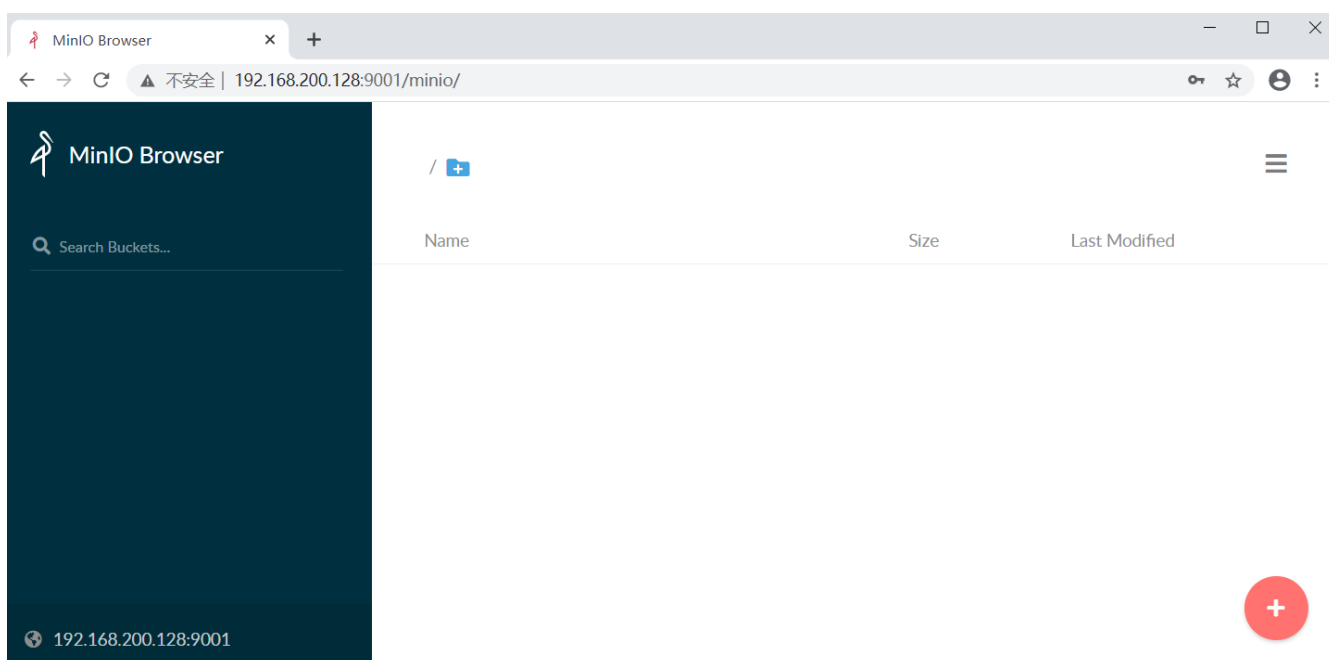 MinIO Browser
不安全 | 192.168.200.128:9001/minio/
MinIO Browser
/
Search Buckets...
Name Size Last Modified
192.168.200.128:9001